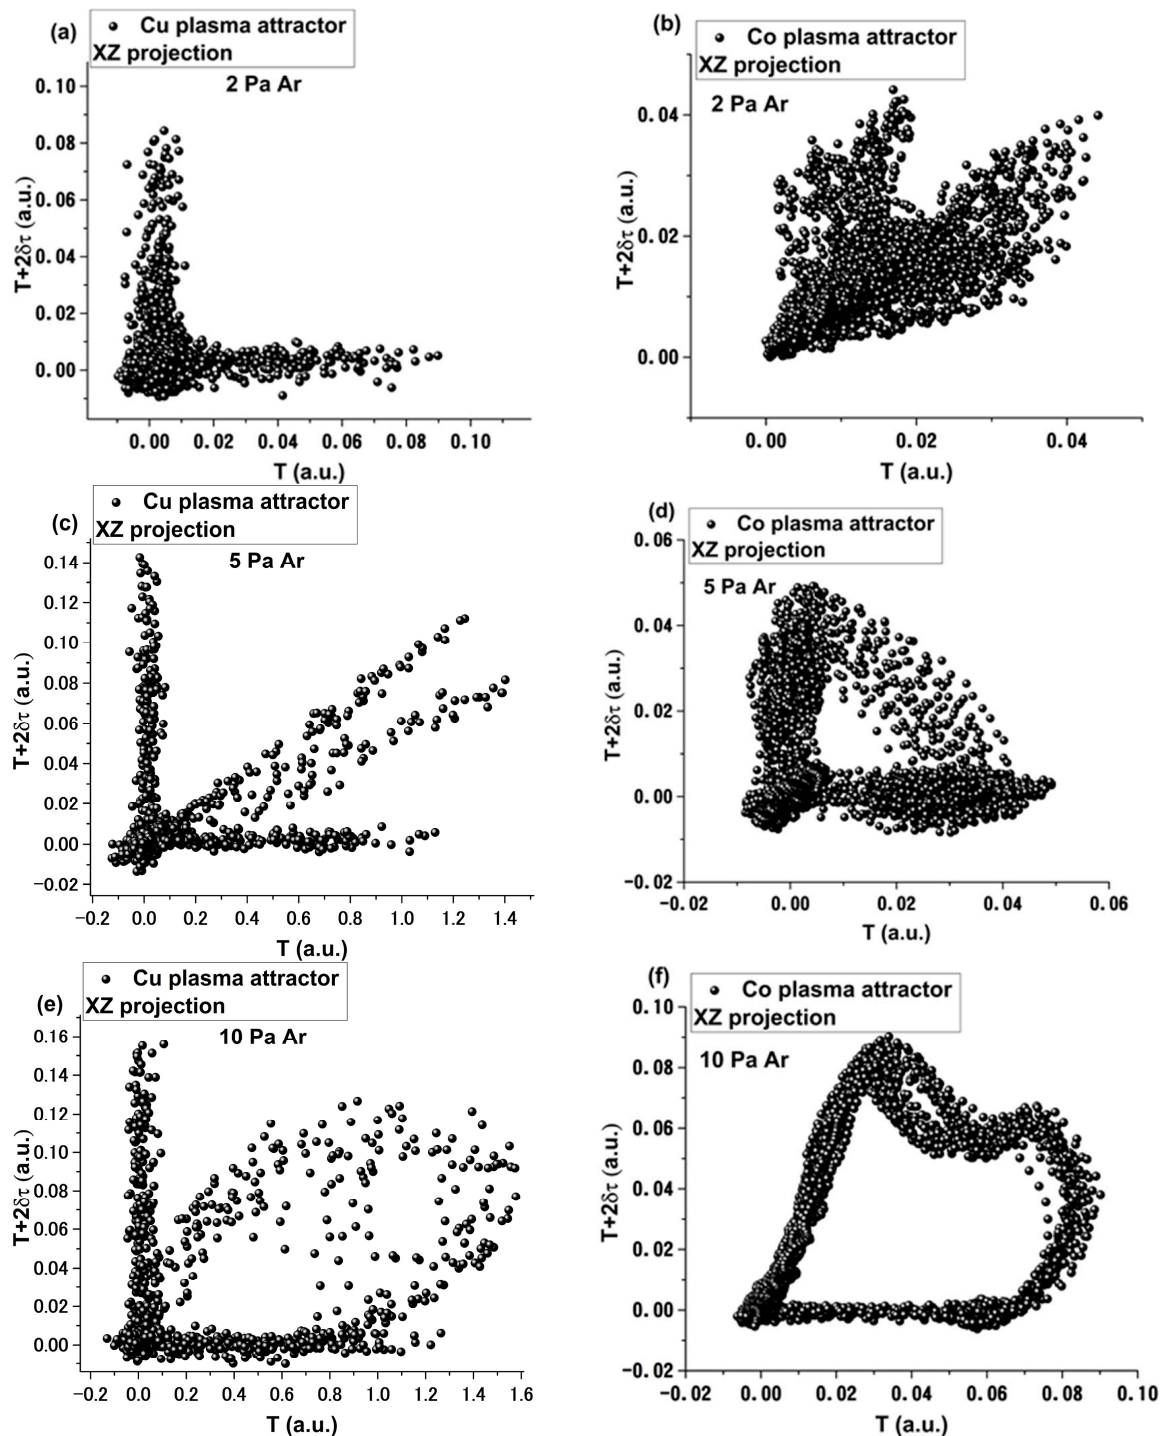 (a)
Cu plasma attractor
XZ projection
2 Pa Ar
0.10
0.08
0.06
0.04
0.02
0.00
T+2δτ (a.u.)
0.00 0.02 0.04 0.06 0.08 0.10
T (a.u.)
(b)
Co plasma attractor
XZ projection
2 Pa Ar
0.04
0.02
0.00
T+2δτ (a.u.)
0.00 0.02 0.04
T (a.u.)
(c)
Cu plasma attractor
XZ projection
5 Pa Ar
0.14
0.12
0.10
0.08
0.06
0.04
0.02
0.00
−0.02
T+2δτ (a.u.)
−0.2 0.0 0.2 0.4 0.6 0.8 1.0 1.2 1.4
T (a.u.)
(d)
Co plasma attractor
XZ projection
5 Pa Ar
0.06
0.04
0.02
0.00
−0.02
T+2δτ (a.u.)
−0.02 0.00 0.02 0.04 0.06
T (a.u.)
(e)
Cu plasma attractor
XZ projection
10 Pa Ar
0.16
0.14
0.12
0.10
0.08
0.06
0.04
0.02
0.00
T+2δτ (a.u.)
−0.2 0.0 0.2 0.4 0.6 0.8 1.0 1.2 1.4 1.6
T (a.u.)
(f)
Co plasma attractor
XZ projection
10 Pa Ar
0.10
0.08
0.06
0.04
0.02
0.00
−0.02
T+2δτ (a.u.)
−0.02 0.00 0.02 0.04 0.06 0.08 0.10
T (a.u.)